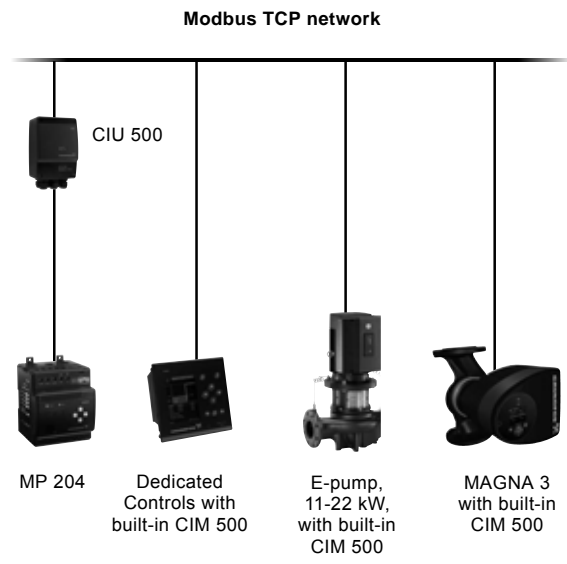 Modbus TCP network
CIU 500
MP 204
Dedicated
Controls with
built-in CIM 500
E-pump,
11-22 kW,
with built-in
CIM 500
MAGNA 3
with built-in
CIM 500